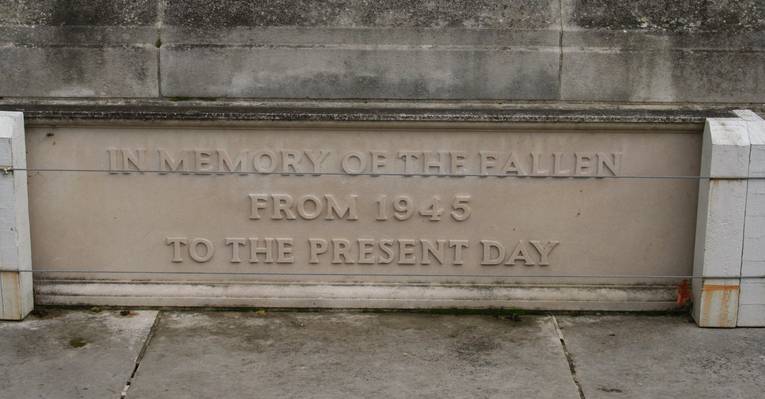 IN MEMORY OF THE FALLEN
FROM 1945
TO THE PRESENT DAY